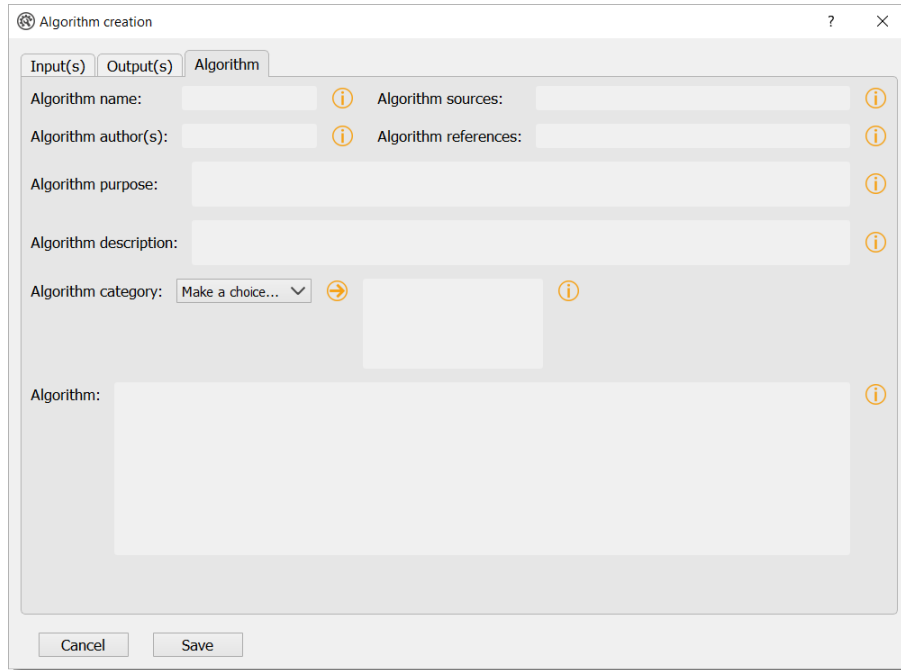 Algorithm creation
?
Input(s) Output(s) Algorithm
Algorithm name: Algorithm sources:
Algorithm author(s): Algorithm references:
Algorithm purpose:
Algorithm description:
Algorithm category: Make a choice...
Algorithm:
Cancel Save